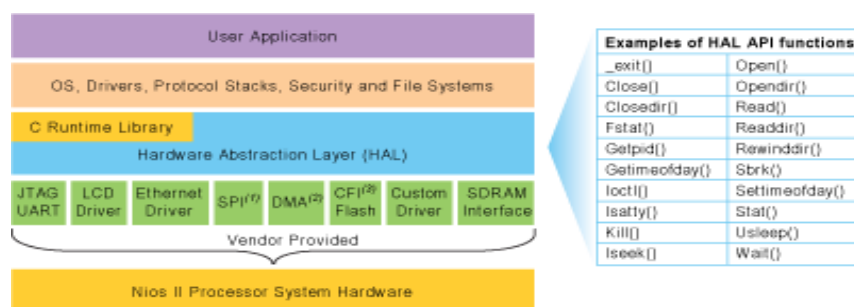 User Application
OS, Drivers, Protocol Stacks, Security and File Systems
C Runtime Library
Hardware Abstraction Layer (HAL)
JTAG UART
LCD Driver
Ethernet Driver
SPI(1)
DMA(2)
CFI(3) Flash
Custom Driver
SDRAM Interface
Vendor Provided
Nios II Processor System Hardware
Examples of HAL API functions
_exit() Open()
Close() Opendir()
Closedir() Read()
Fstat() Readdir()
Getpid() Rewinddir()
Getimeofday() Sbrk()
Ioctl() Settimeofday()
Isatty() Stat()
Kill() Usleep()
Iseek() Wait()